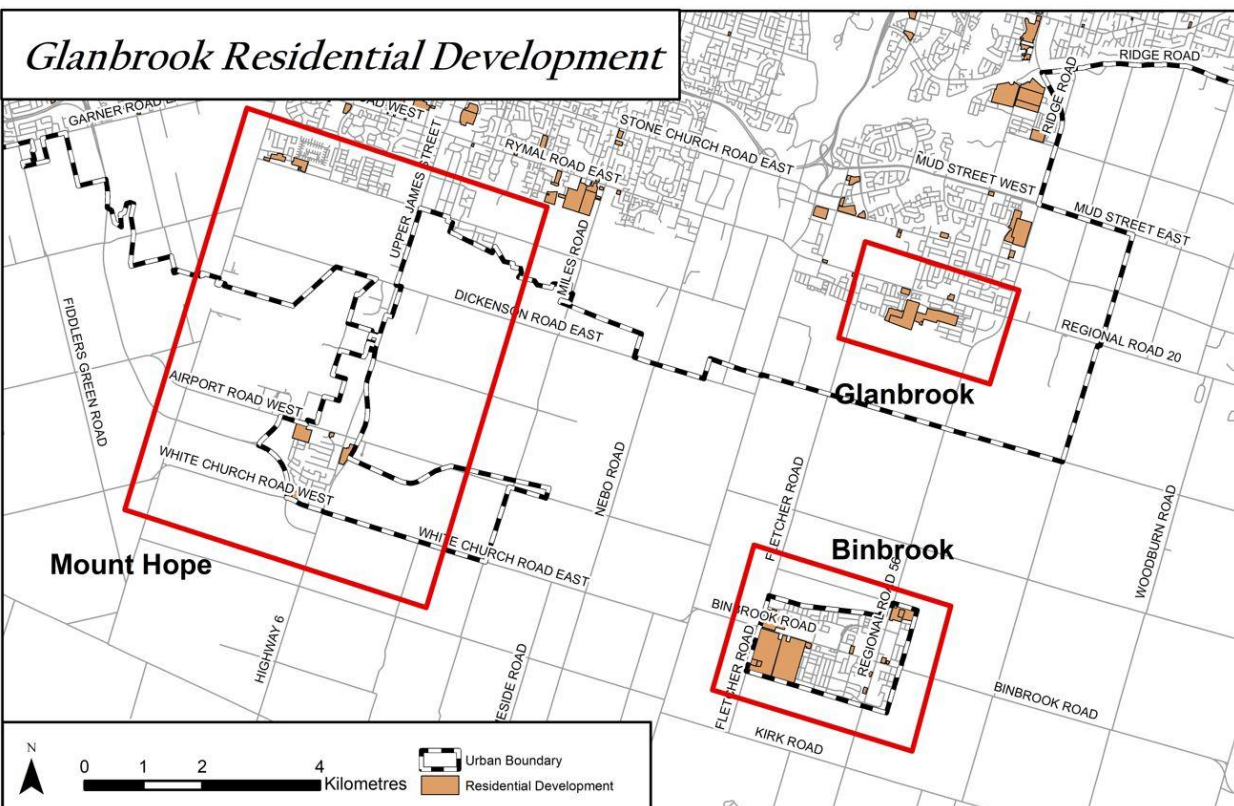 Glanbrook Residential Development
RIDGE ROAD
RIDGE ROAD
GARNER ROAD E
OAD WEST
STONE CHURCH ROAD EAST
RYMAL ROAD EAST
UPPER JAMES STREET
MUD STREET WEST
MUD STREET EAST
MILES ROAD
DICKENSON ROAD EAST
FIDDLERS GREEN ROAD
REGIONAL ROAD 20
Glanbrook
AIRPORT ROAD WEST
WHITE CHURCH ROAD WEST
NEBO ROAD
FLETCHER ROAD
WOODBURN ROAD
WHITE CHURCH ROAD EAST
Mount Hope
Binbrook
BINBROOK ROAD
REGIONAL ROAD 56
HIGHWAY 6
ESIDE ROAD
FLETCHER ROAD
BINBROOK ROAD
KIRK ROAD
N
0 1 2 4
Kilometres
Urban Boundary
Residential Development